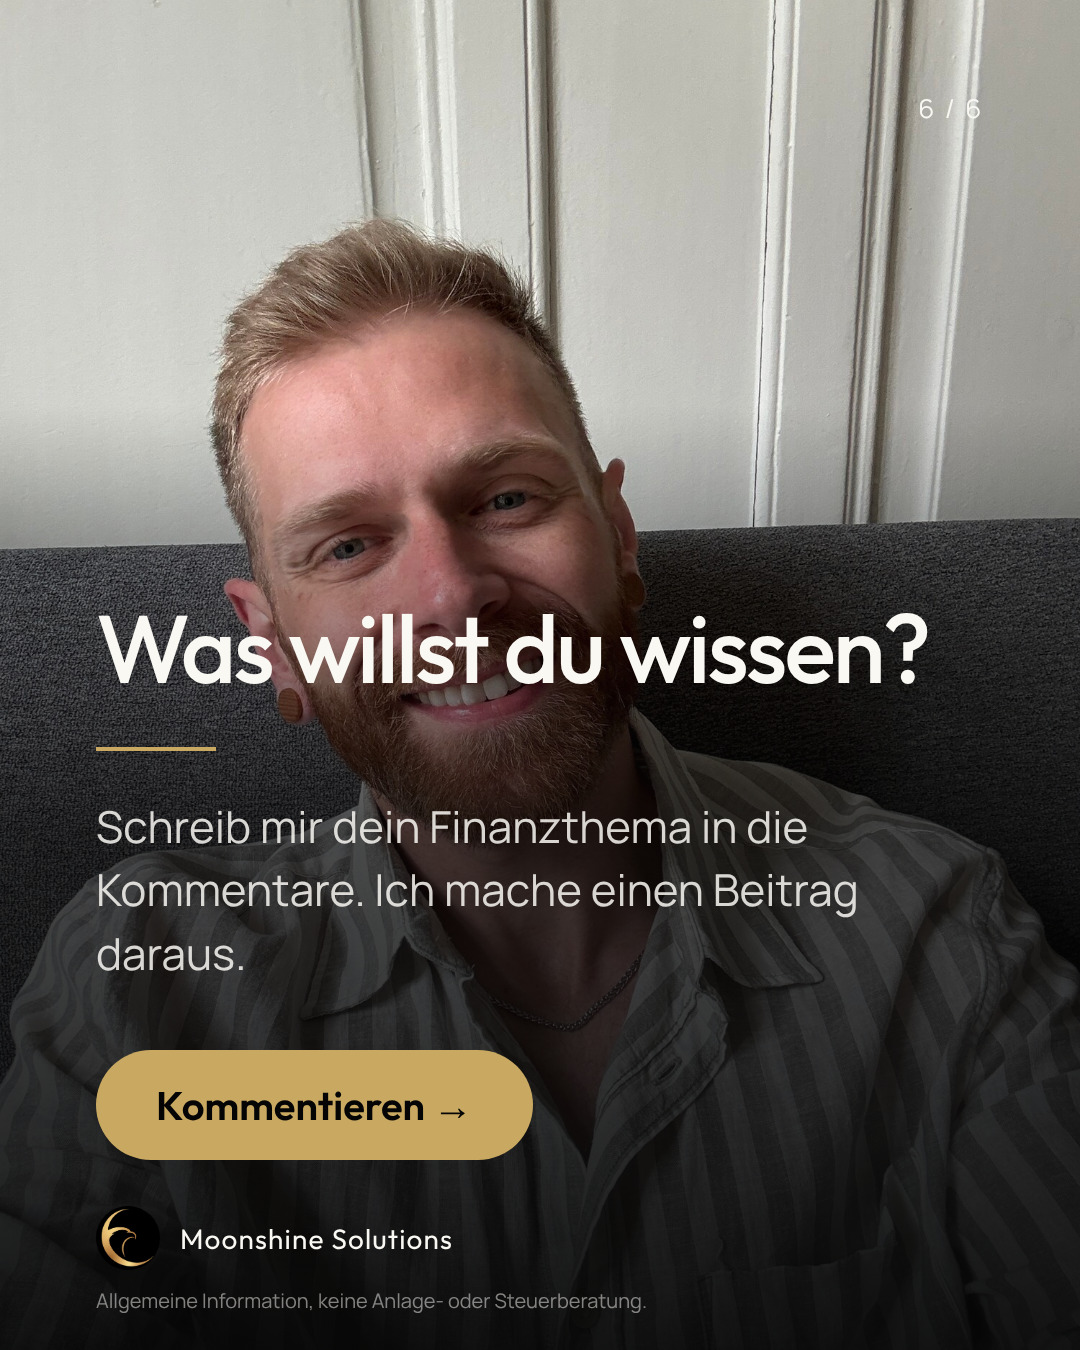 6 / 6
Was willst du wissen?
Schreib mir dein Finanzthema in die
Kommentare. Ich mache einen Beitrag
daraus.
Kommentieren →
Moonshine Solutions
Allgemeine Information, keine Anlage- oder Steuerberatung.